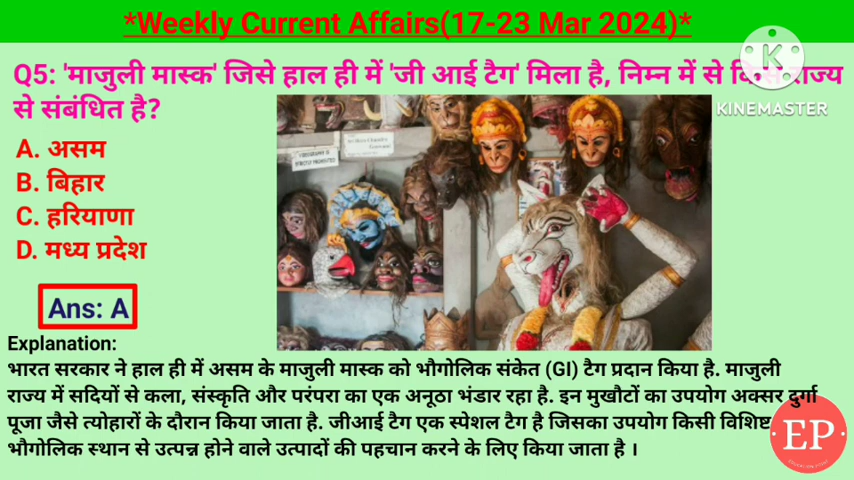 *Weekly Current Affairs(17-23 Mar 2024)*
Q5: 'माजुली मास्क' जिसे हाल ही में 'जी आई टैग' मिला है, निम्न में से किस राज्य
से संबंधित है?
KINEMASTER
A. असम
B. बिहार
C. हरियाणा
D. मध्य प्रदेश
Ans: A
Explanation:
भारत सरकार ने हाल ही में असम के माजुली मास्क को भौगोलिक संकेत (GI) टैग प्रदान किया है. माजुली
राज्य में सदियों से कला, संस्कृति और परंपरा का एक अनूठा भंडार रहा है. इन मुखौटों का उपयोग अक्सर दुर्गा
पूजा जैसे त्योहारों के दौरान किया जाता है. जीआई टैग एक स्पेशल टैग है जिसका उपयोग किसी विशिष्ट
भौगोलिक स्थान से उत्पन्न होने वाले उत्पादों की पहचान करने के लिए किया जाता है ।
EP